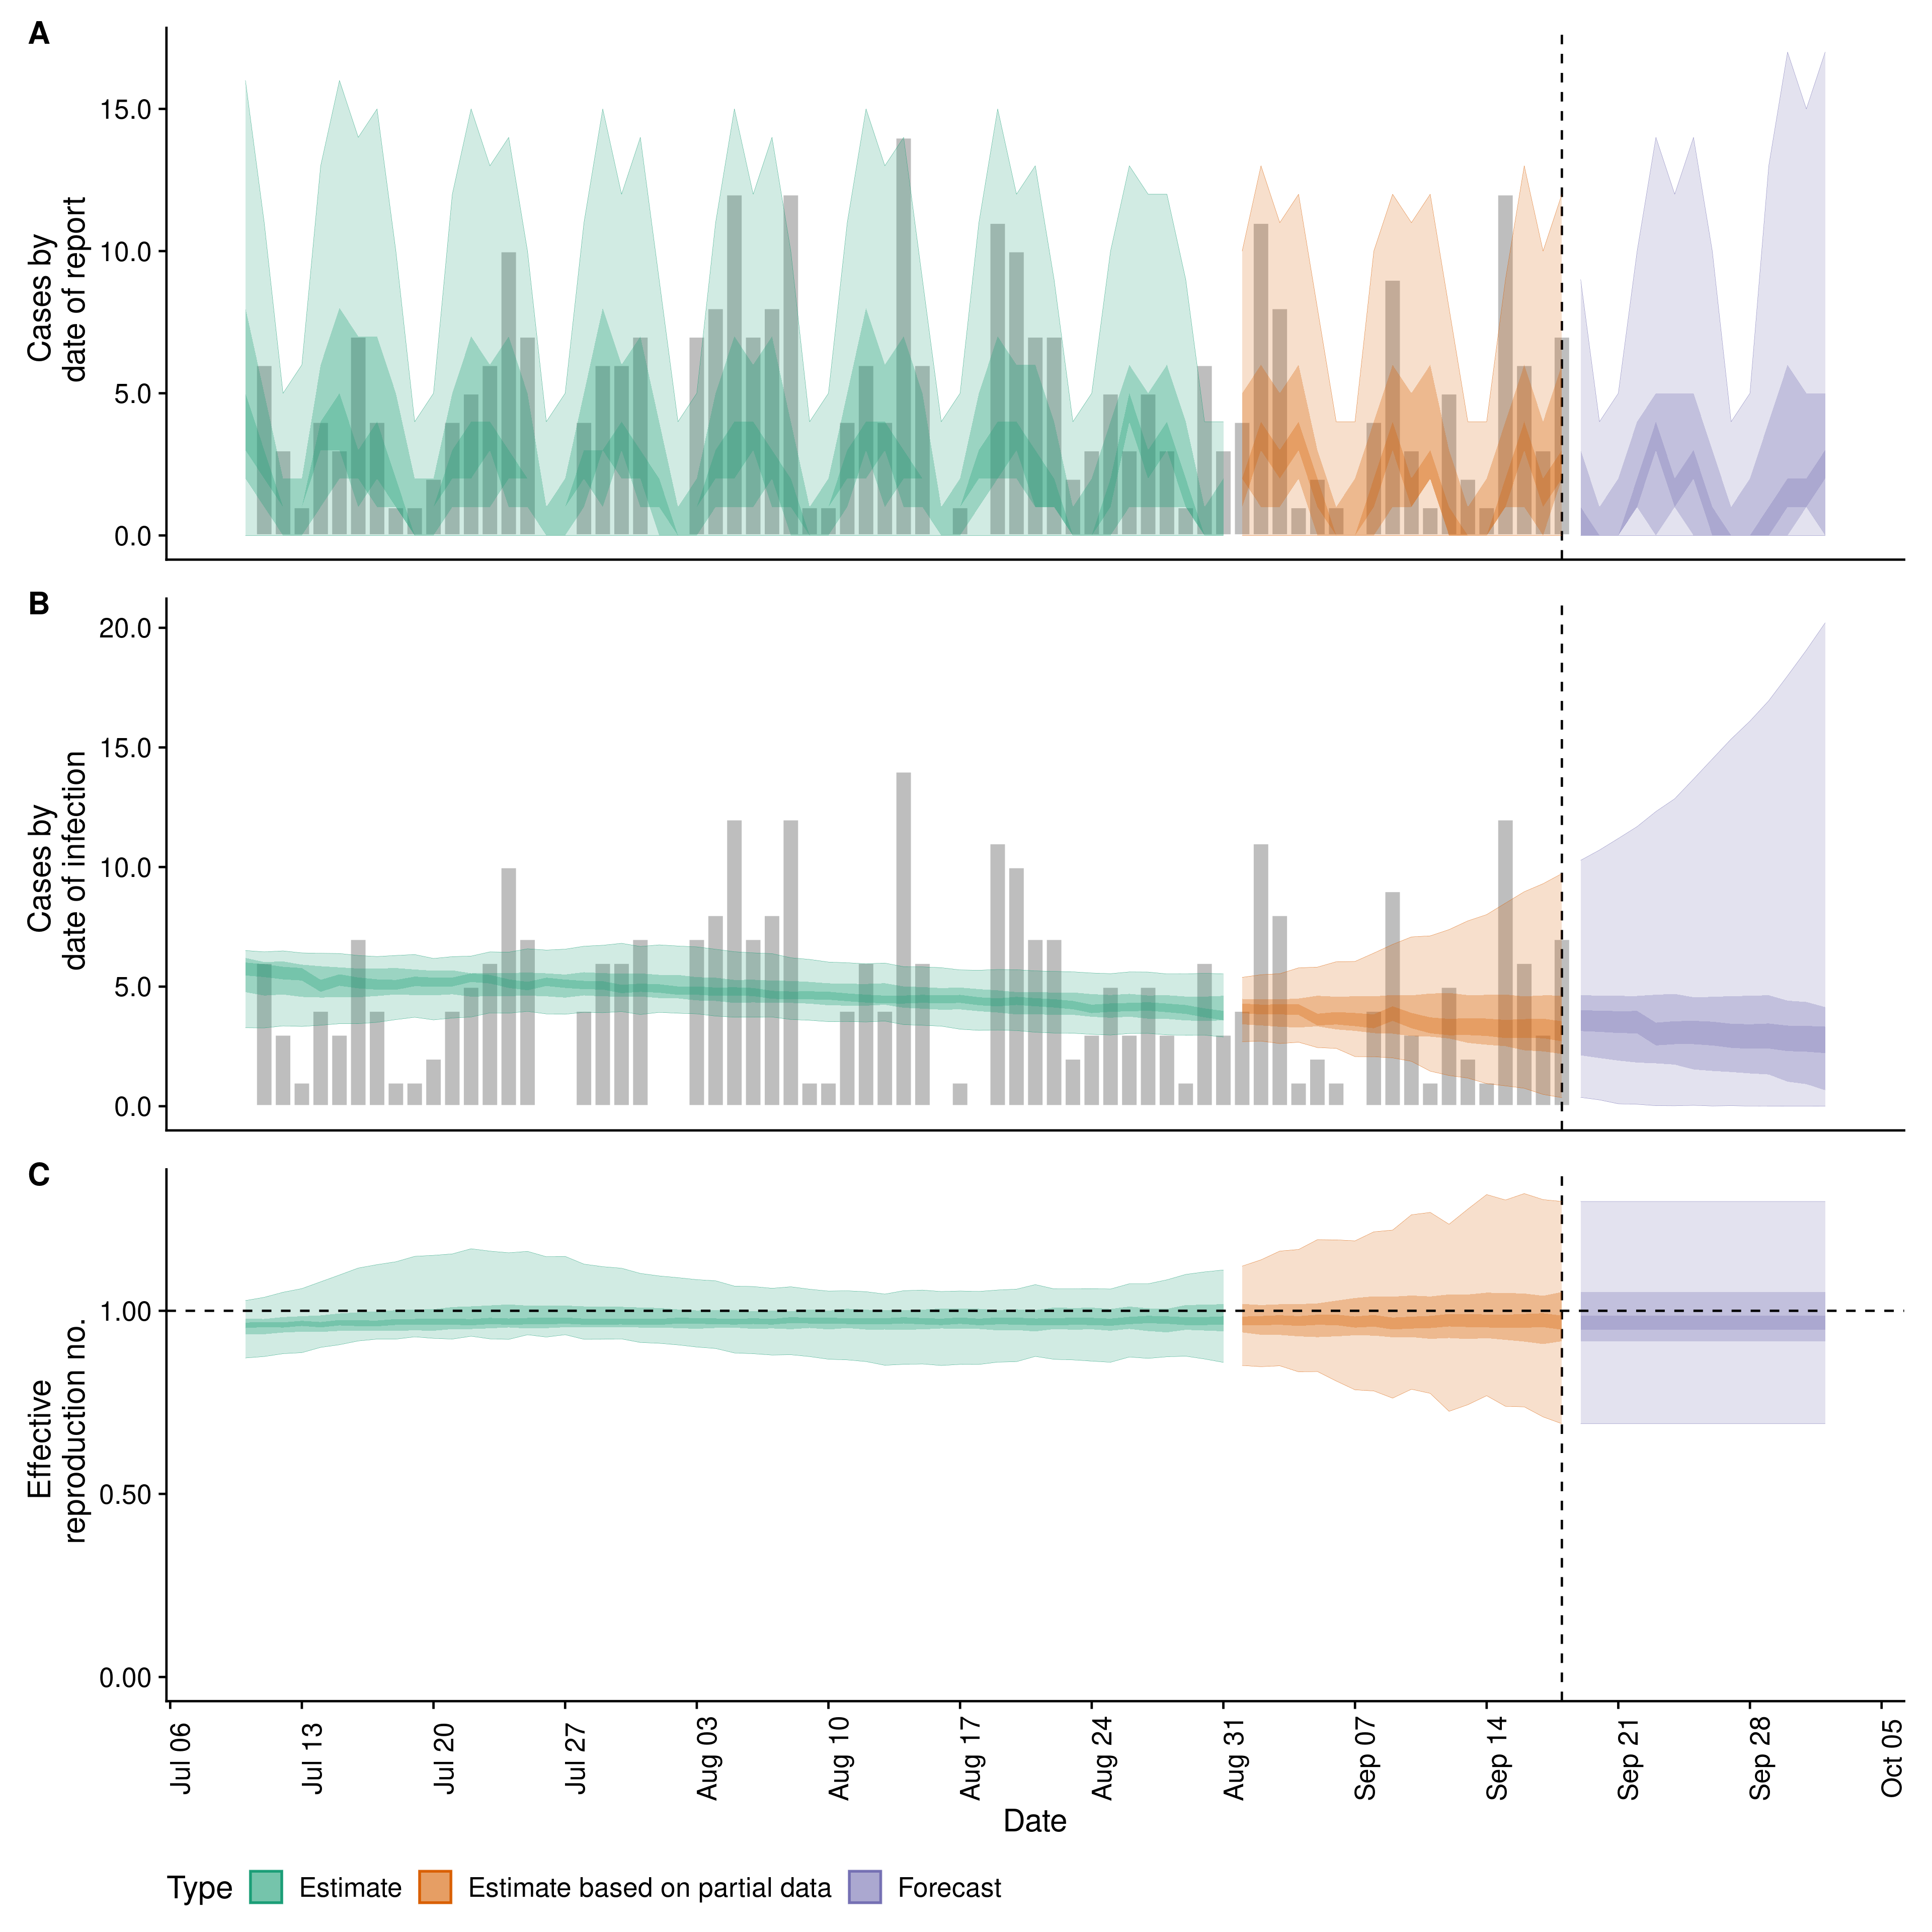 A
Cases by
date of report
15.0
10.0
5.0
0.0
B
Cases by
date of infection
20.0
15.0
10.0
5.0
0.0
C
Effective
reproduction no.
1.00
0.50
0.00
Jul 06
Jul 13
Jul 20
Jul 27
Aug 03
Aug 10
Aug 17
Aug 24
Aug 31
Sep 07
Sep 14
Sep 21
Sep 28
Oct 05
Date
Type Estimate Estimate based on partial data Forecast